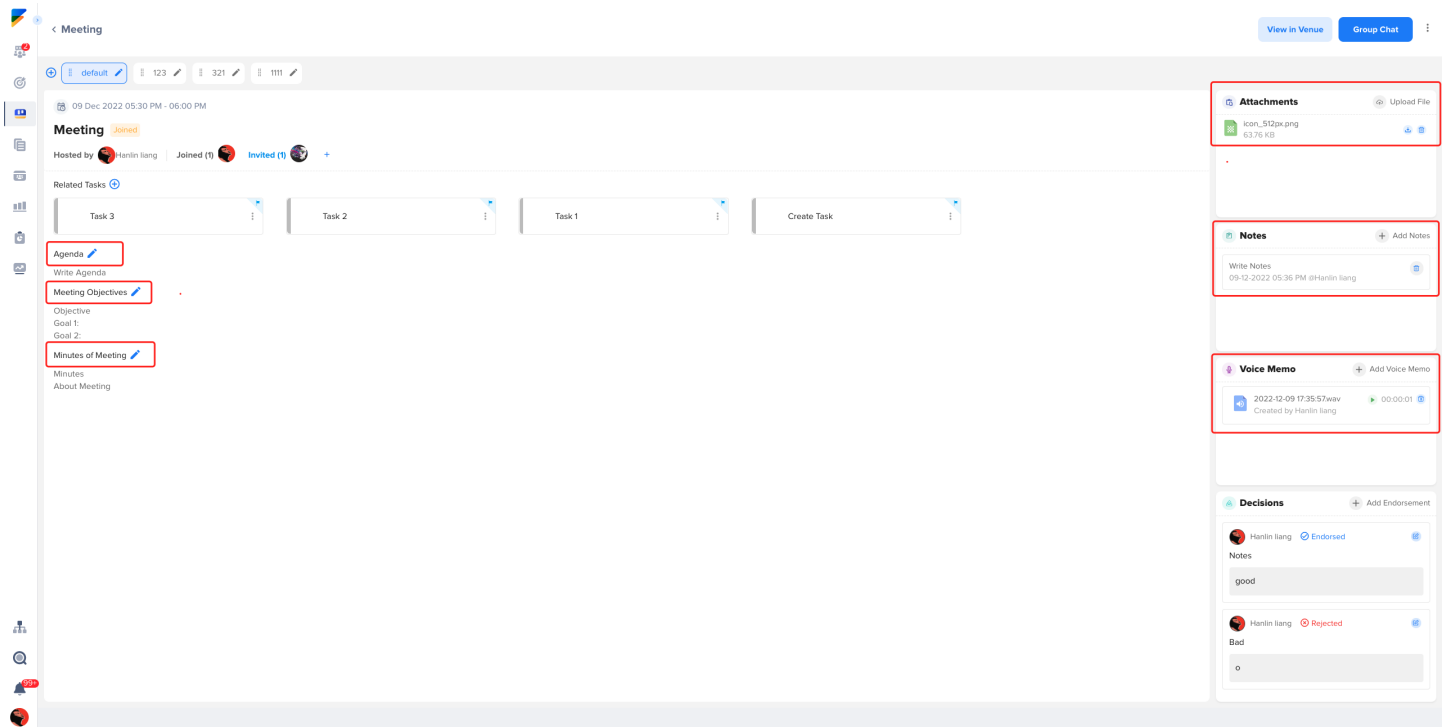 Meeting
View in Venue
Group Chat
2
default
123
321
1111
09 Dec 2022 05:30 PM - 06:00 PM
Meeting Joined
Hosted by Hanlin liang Joined (1) Invited (1) +
Related Tasks
Task 3
Task 2
Task 1
Create Task
Agenda
Write Agenda
Meeting Objectives
Objective
Goal 1:
Goal 2:
Minutes of Meeting
Minutes
About Meeting
Attachments Upload File
icon_512px.png
63.76 KB
Notes + Add Notes
Write Notes
09-12-2022 05:36 PM @Hanlin liang
Voice Memo + Add Voice Memo
2022-12-09 17:35:57.wav 00:00:01
Created by Hanlin liang
Decisions + Add Endorsement
Hanlin liang Endorsed
Notes
good
Hanlin liang Rejected
Bad
o
99+